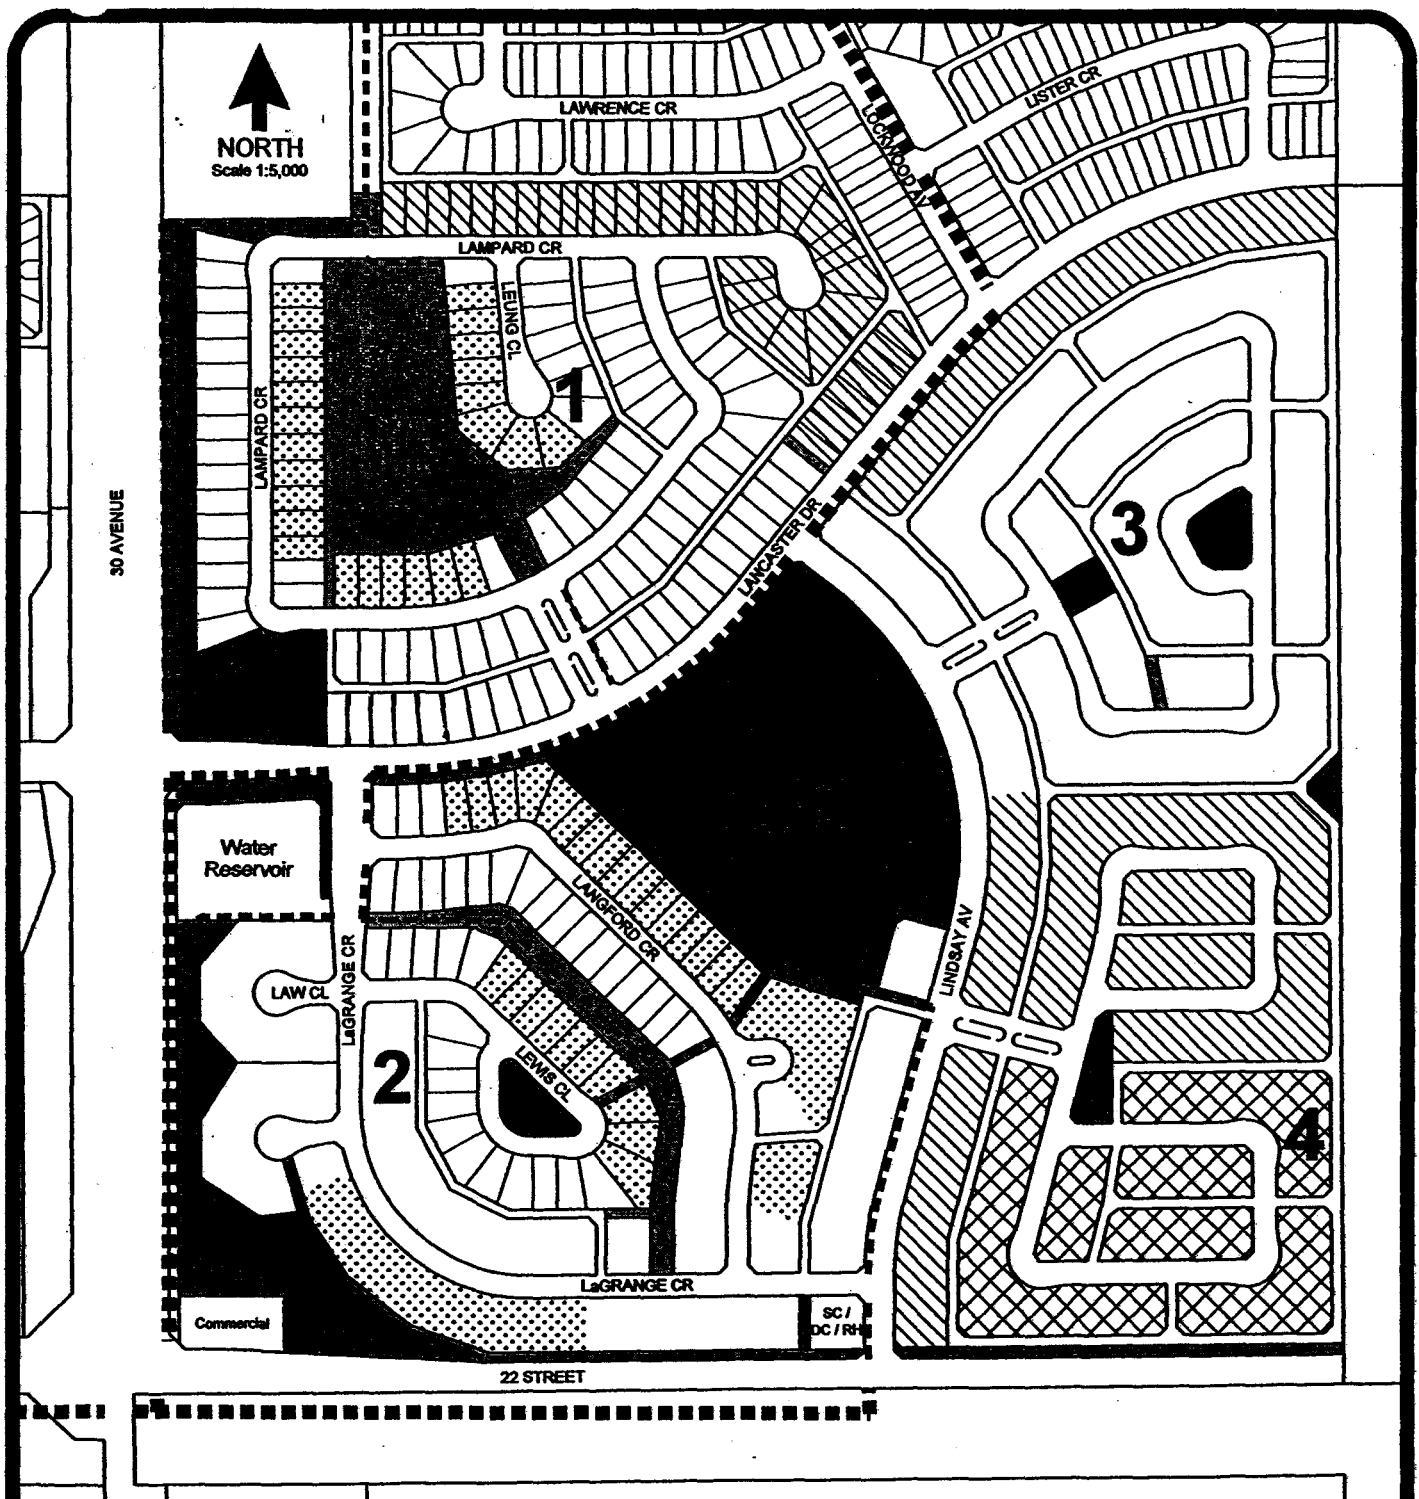 LAWRENCE CR
LISTER CR
LOCKWOOD AV
NORTH
Scale 1:5,000
LAMPARD CR
LEUNG CL
1
LAMPARD CR
30 AVENUE
LANCASTER DR
3
Water
Reservoir
LANGFORD CR
LINDSAY AV
LaGRANGE CR
LAW CL
2
LEWIS CL
4
LaGRANGE CR
SC /
DC / RH
Commercial
22 STREET